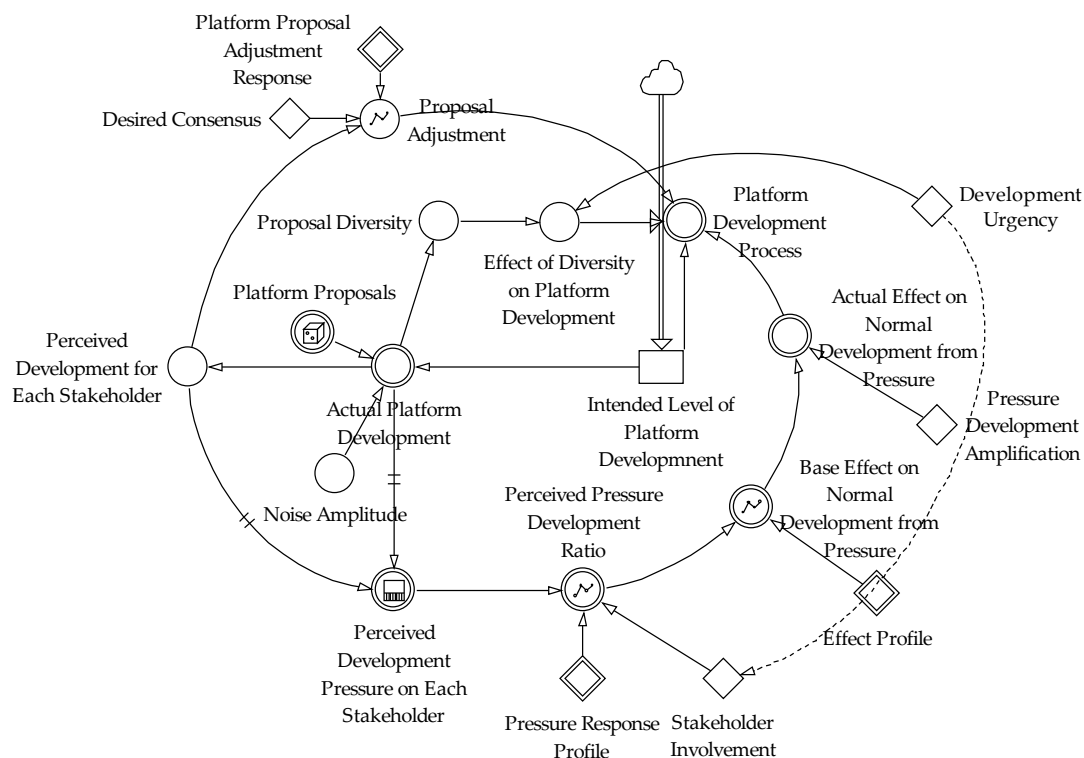 Platform Proposal
Adjustment
Response
Desired Consensus
Proposal
Adjustment
Proposal Diversity
Platform
Development
Process
Development
Urgency
Effect of Diversity
on Platform
Development
Platform Proposals
Actual Effect on
Normal
Development from
Pressure
Perceived
Development for
Each Stakeholder
Actual Platform
Development
Intended Level of
Platform
Developmnent
Pressure
Development
Amplification
Noise Amplitude
Perceived Pressure
Development
Ratio
Base Effect on
Normal
Development from
Pressure
Effect Profile
Perceived
Development
Pressure on Each
Stakeholder
Pressure Response
Profile
Stakeholder
Involvement